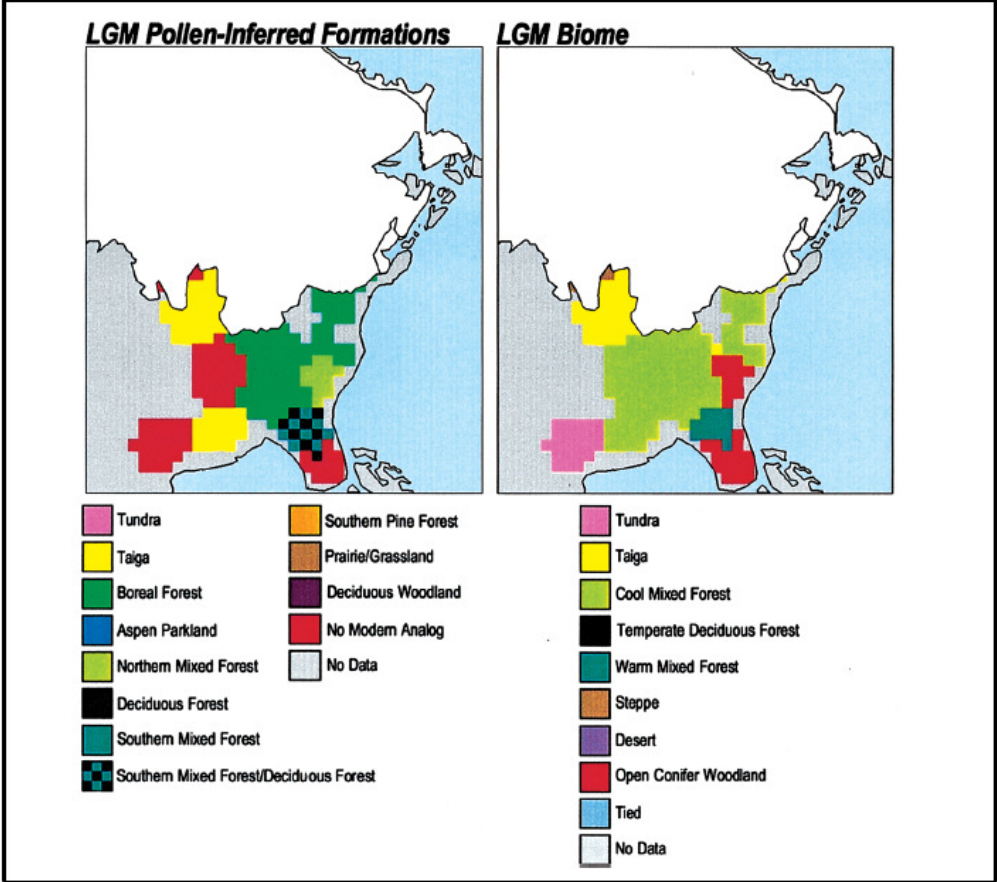 LGM Pollen-Inferred Formations
LGM Biome
Tundra
Taiga
Boreal Forest
Aspen Parkland
Northern Mixed Forest
Deciduous Forest
Southern Mixed Forest
Southern Mixed Forest/Deciduous Forest
Southern Pine Forest
Prairie/Grassland
Deciduous Woodland
No Modern Analog
No Data
Tundra
Taiga
Cool Mixed Forest
Temperate Deciduous Forest
Warm Mixed Forest
Steppe
Desert
Open Conifer Woodland
Tied
No Data